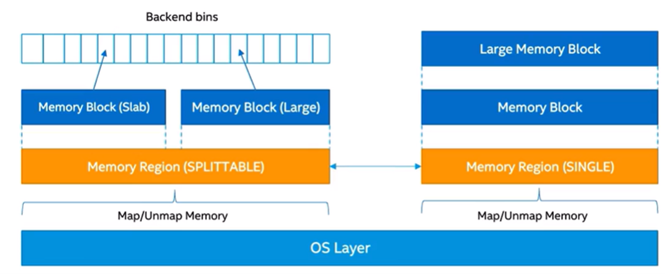 Backend bins
Large Memory Block
Memory Block (Slab)
Memory Block (Large)
Memory Block
Memory Region (SPLITTABLE)
Memory Region (SINGLE)
Map/Unmap Memory
Map/Unmap Memory
OS Layer